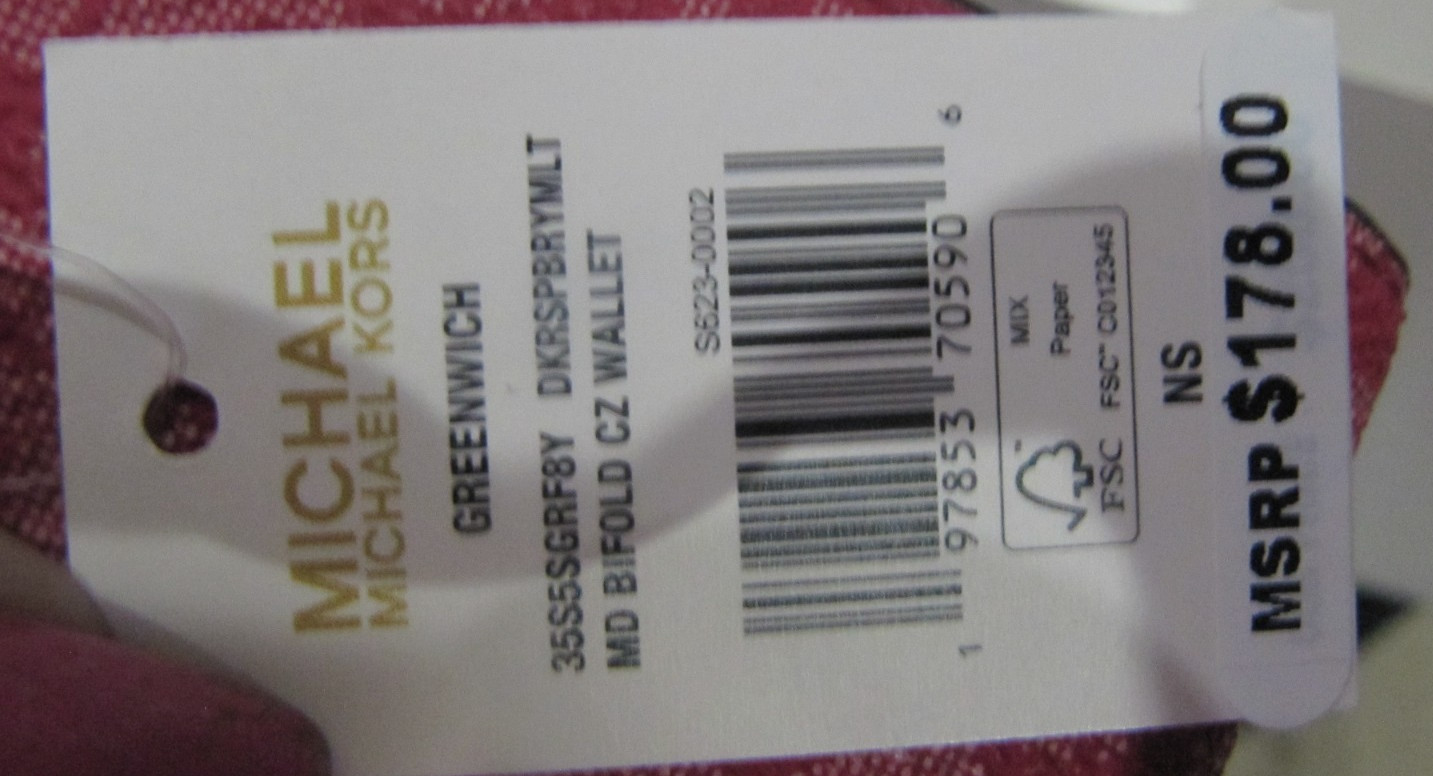 MICHAEL
MICHAEL KORS
GREENWICH
35S5SGRF8Y DKRSPBRYMLT
MD BIFOLD CZ WALLET
S623-0002
1 97853 70590 6
MIX
Paper
FSC FSC™ C012345
NS
MSRP $178.00